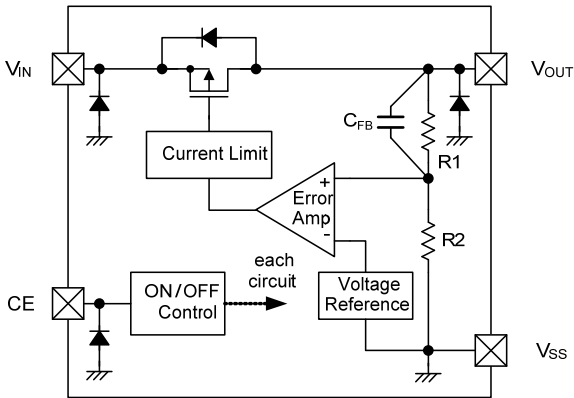 VIN
VOUT
CFB
Current Limit
R1
+
Error
Amp
-
R2
each
circuit
Voltage
Reference
CE
ON/OFF
Control
VSS